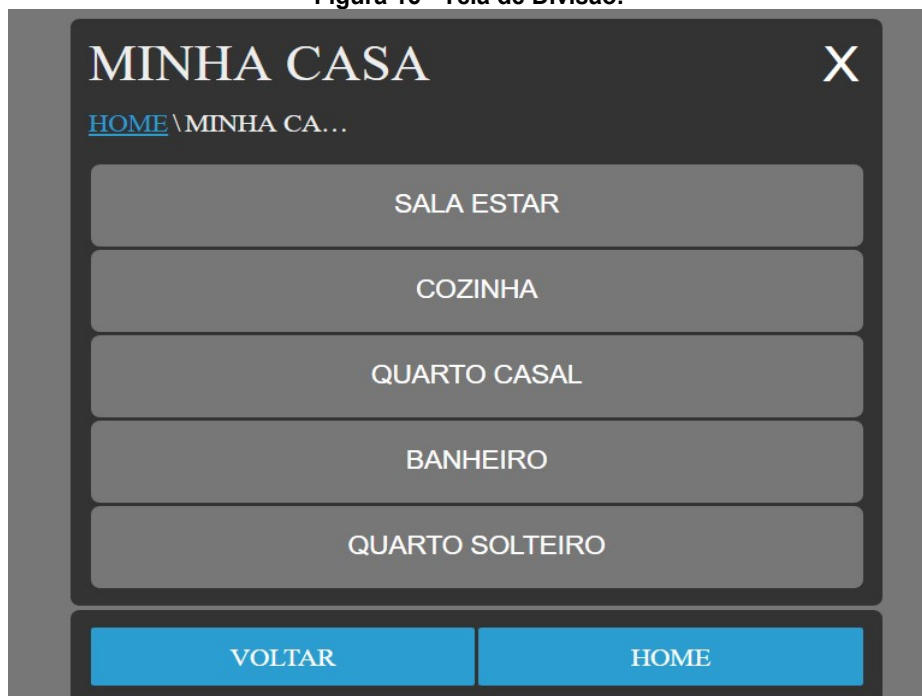 MINHA CASA X
HOME \ MINHA CA...
SALA ESTAR
COZINHA
QUARTO CASAL
BANHEIRO
QUARTO SOLTEIRO
VOLTAR HOME